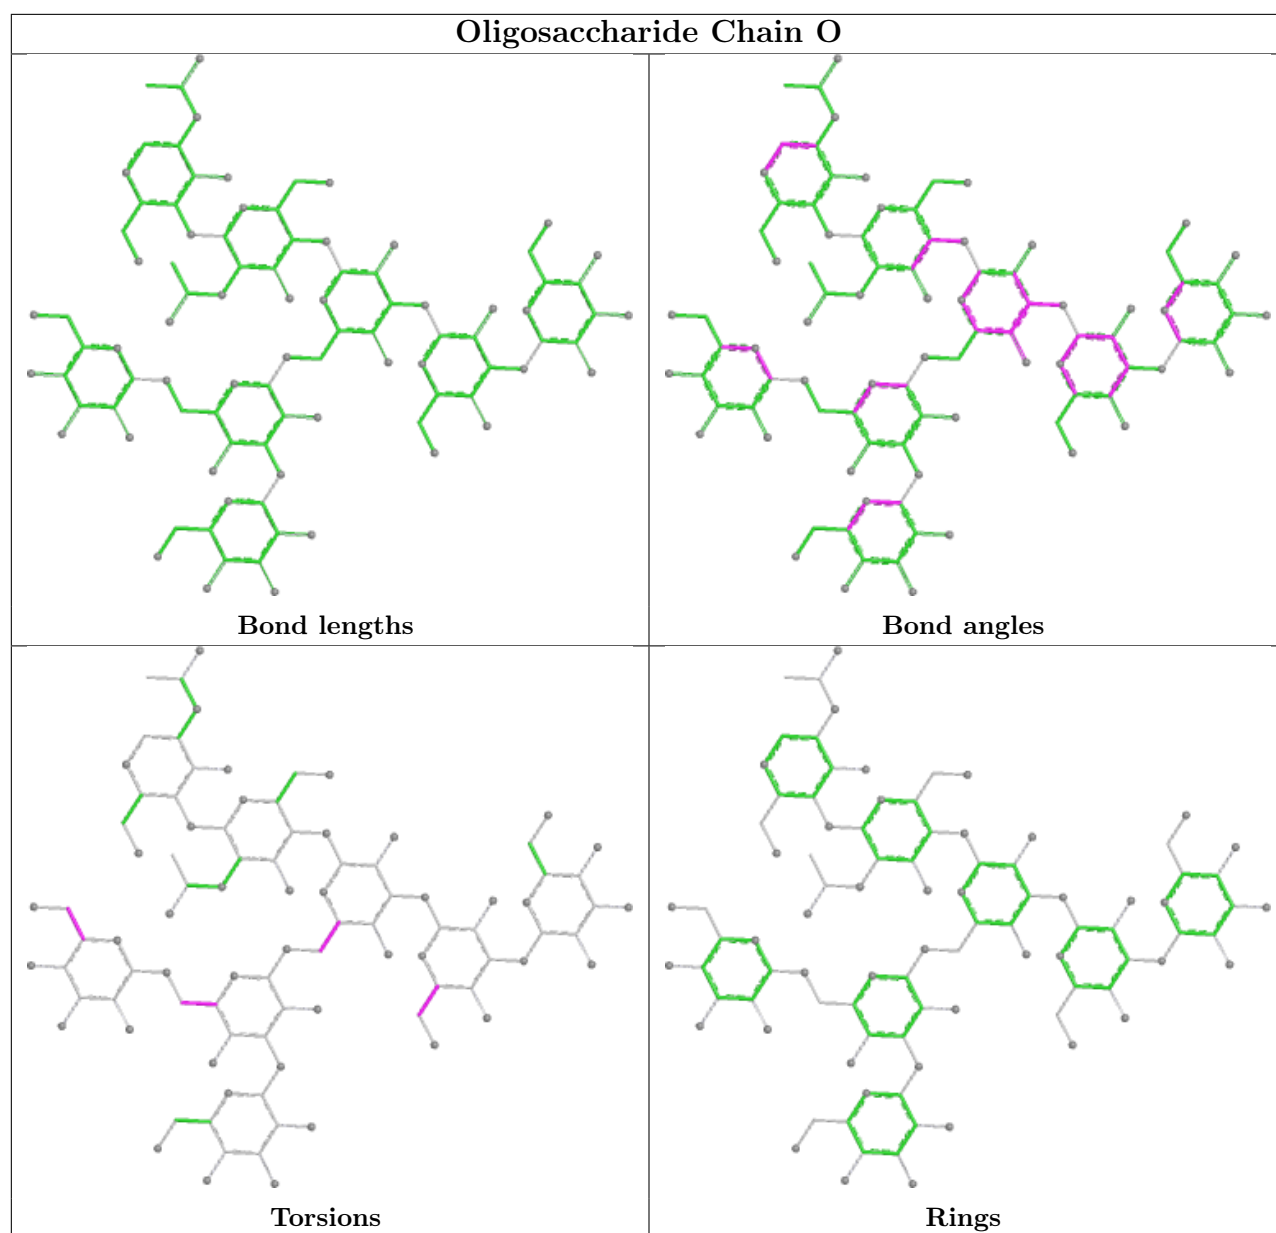 Oligosaccharide Chain O
Bond lengths
Bond angles
Torsions
Rings